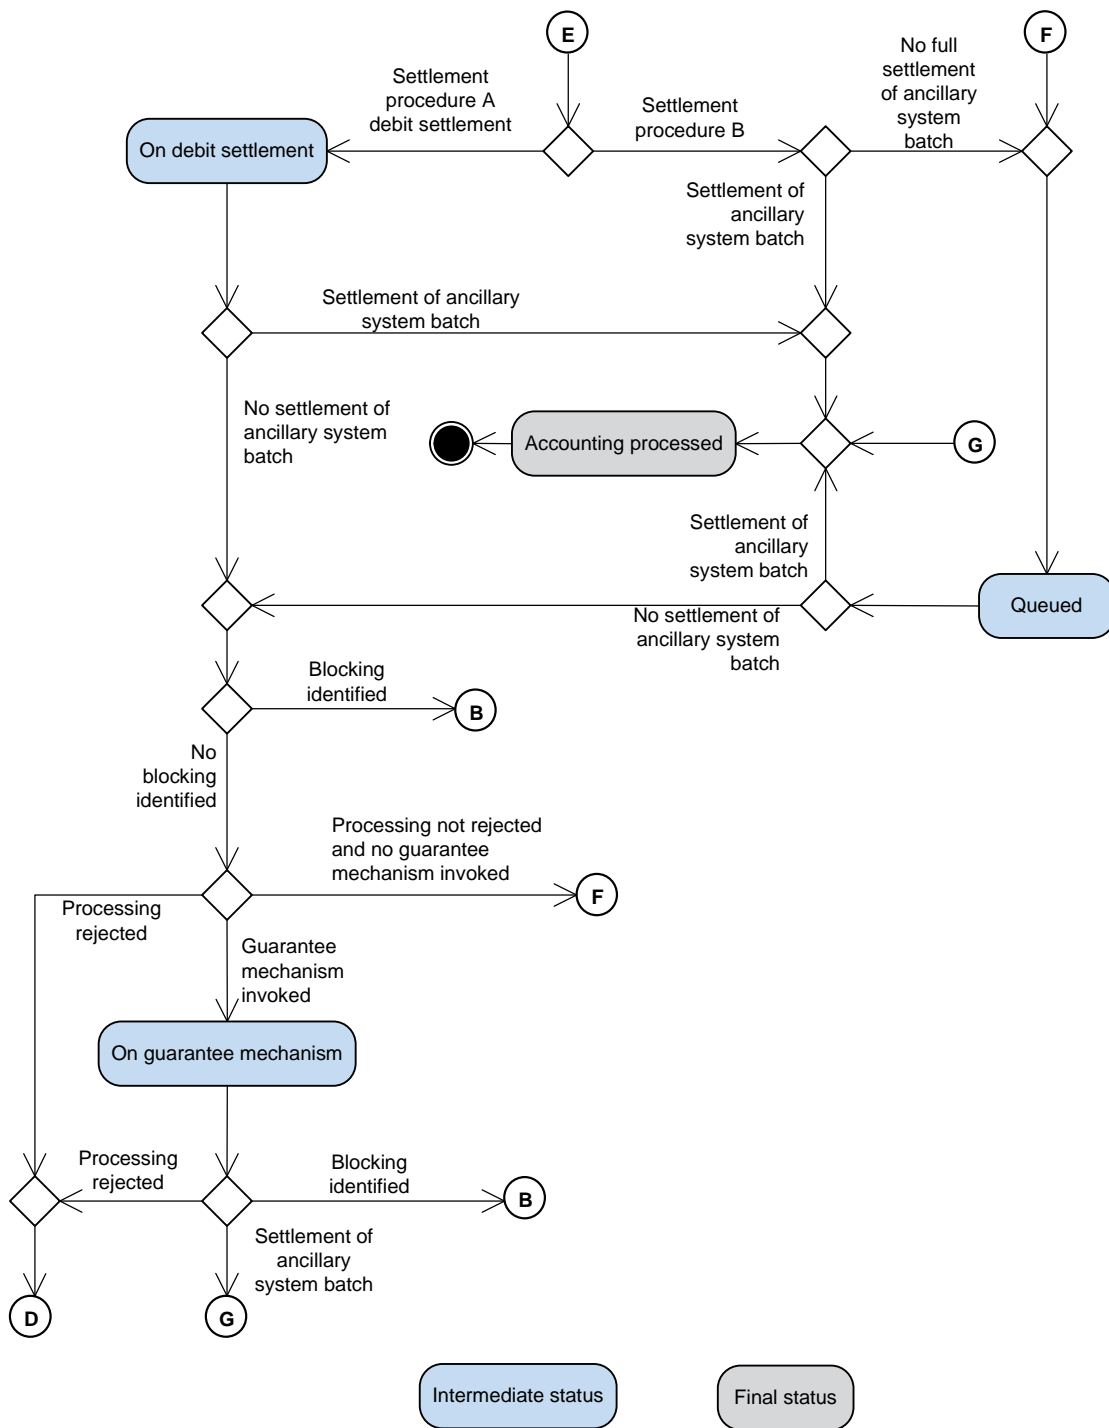 E
F
No full
settlement
of ancillary
system
batch
Settlement
procedure A
debit settlement
Settlement
procedure B
On debit settlement
Settlement of
ancillary
system batch
Settlement of ancillary
system batch
No settlement of
ancillary system
batch
Accounting processed
G
Settlement of
ancillary
system batch
Queued
No settlement of
ancillary system
batch
Blocking
identified
B
No
blocking
identified
Processing not rejected
and no guarantee
mechanism invoked
F
Processing
rejected
Guarantee
mechanism
invoked
On guarantee mechanism
Processing
rejected
Blocking
identified
B
Settlement of
ancillary
system batch
D
G
Intermediate status
Final status